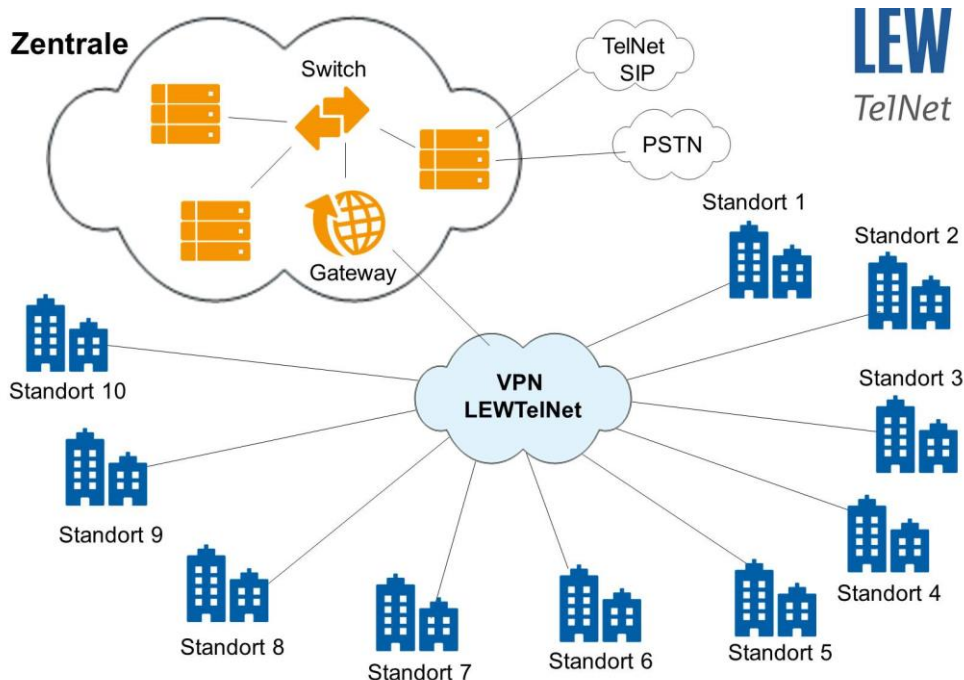 Zentrale
Switch
Gateway
TelNet
SIP
PSTN
LEW
TelNet
Standort 1
Standort 2
Standort 3
Standort 4
Standort 5
Standort 6
Standort 7
Standort 8
Standort 9
Standort 10
VPN
LEWTelNet